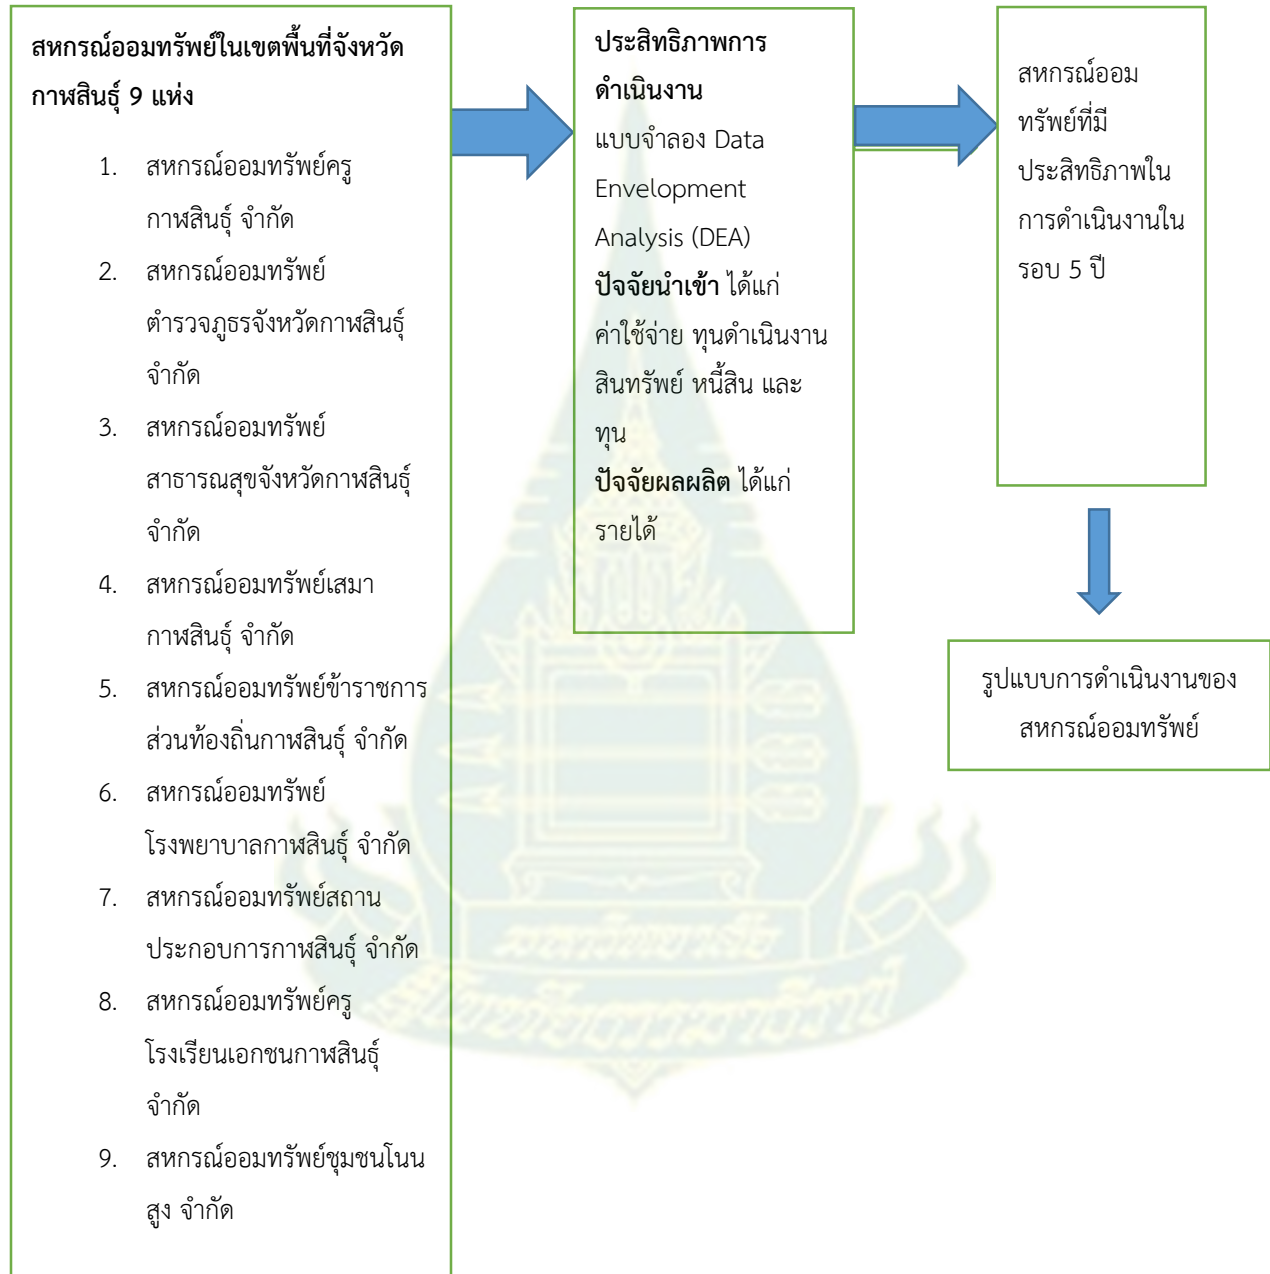 สหกรณ์ออมทรัพย์ในเขตพื้นที่จังหวัด
กาฬสินธุ์ 9 แห่ง
1. สหกรณ์ออมทรัพย์ครู
กาฬสินธุ์ จำกัด
2. สหกรณ์ออมทรัพย์
ตำรวจภูธรจังหวัดกาฬสินธุ์
จำกัด
3. สหกรณ์ออมทรัพย์
สาธารณสุขจังหวัดกาฬสินธุ์
จำกัด
4. สหกรณ์ออมทรัพย์เสมา
กาฬสินธุ์ จำกัด
5. สหกรณ์ออมทรัพย์ข้าราชการ
ส่วนท้องถิ่นกาฬสินธุ์ จำกัด
6. สหกรณ์ออมทรัพย์
โรงพยาบาลกาฬสินธุ์ จำกัด
7. สหกรณ์ออมทรัพย์สถาน
ประกอบการกาฬสินธุ์ จำกัด
8. สหกรณ์ออมทรัพย์ครู
โรงเรียนเอกชนกาฬสินธุ์
จำกัด
9. สหกรณ์ออมทรัพย์ชุมชนโนน
สูง จำกัด
ประสิทธิภาพการ
ดำเนินงาน
แบบจำลอง Data
Envelopment
Analysis (DEA)
ปัจจัยนำเข้า ได้แก่
ค่าใช้จ่าย ทุนดำเนินงาน
สินทรัพย์ หนี้สิน และ
ทุน
ปัจจัยผลผลิต ได้แก่
รายได้
สหกรณ์ออม
ทรัพย์ที่มี
ประสิทธิภาพใน
การดำเนินงานใน
รอบ 5 ปี
รูปแบบการดำเนินงานของ
สหกรณ์ออมทรัพย์
มหาวิทยาลัย
สุโขทัยธรรมาธิราช